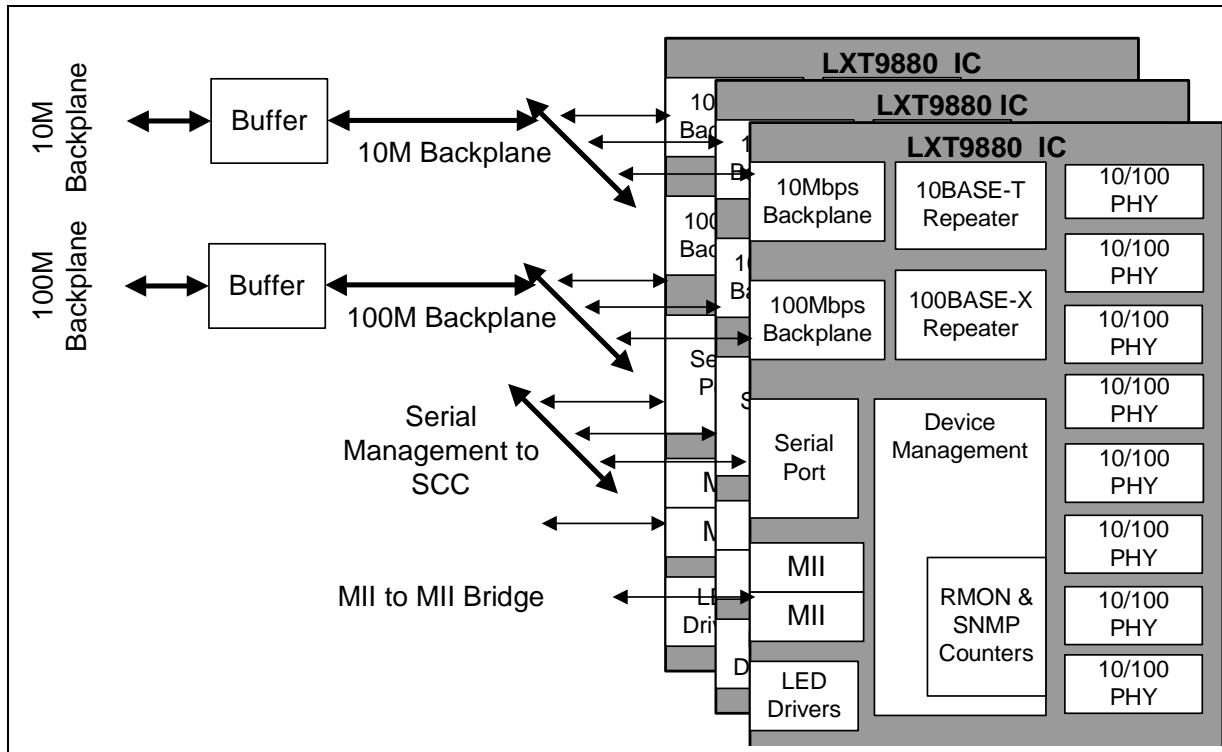 LXT9880 IC
LXT9880 IC
LXT9880 IC
10M
Backplane
Buffer
10M Backplane
100M
Backplane
Buffer
100M Backplane
Serial
Management to
SCC
MII to MII Bridge
10Mbps
Backplane
10BASE-T
Repeater
100Mbps
Backplane
100BASE-X
Repeater
Serial
Port
Device
Management
MII
MII
RMON &
SNMP
Counters
LED
Drivers
10/100
PHY
10/100
PHY
10/100
PHY
10/100
PHY
10/100
PHY
10/100
PHY
10/100
PHY
10/100
PHY